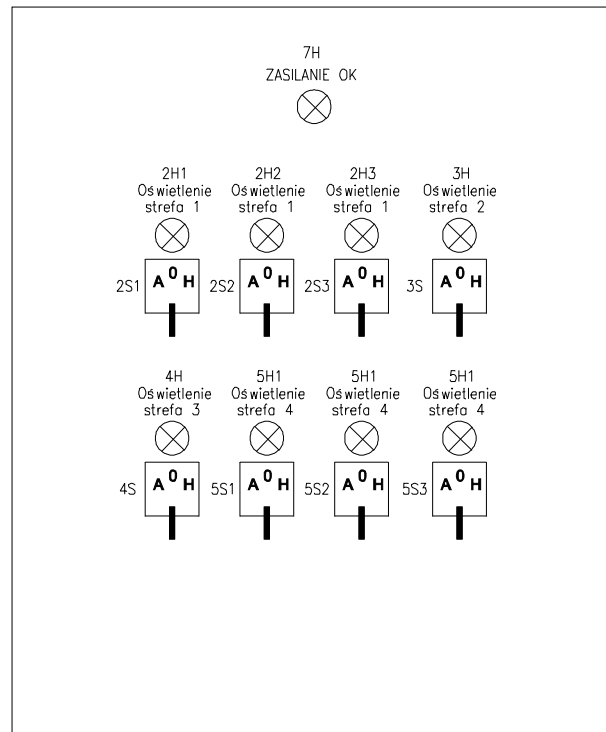 7H
ZASILANIE OK
2H1
Oświetlenie
strefa 1
2H2
Oświetlenie
strefa 1
2H3
Oświetlenie
strefa 1
3H
Oświetlenie
strefa 2
2S1
A 0 H
2S2
A 0 H
2S3
A 0 H
3S
A 0 H
4H
Oświetlenie
strefa 3
5H1
Oświetlenie
strefa 4
5H1
Oświetlenie
strefa 4
5H1
Oświetlenie
strefa 4
4S
A 0 H
5S1
A 0 H
5S2
A 0 H
5S3
A 0 H